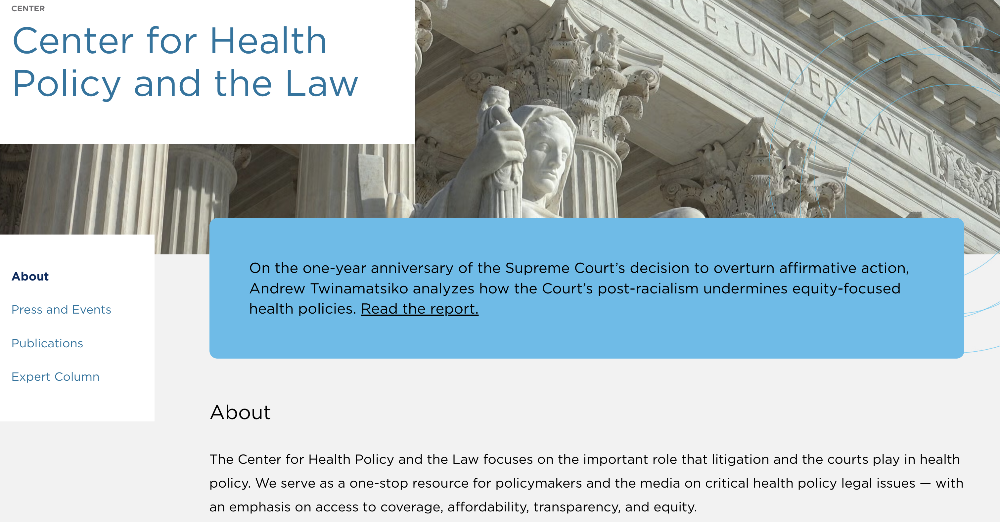 CENTER
Center for Health
Policy and the Law
ICE · UNDER · LAW ·
About
Press and Events
Publications
Expert Column
On the one-year anniversary of the Supreme Court’s decision to overturn affirmative action,
Andrew Twinamatsiko analyzes how the Court’s post-racialism undermines equity-focused
health policies. Read the report.
About
The Center for Health Policy and the Law focuses on the important role that litigation and the courts play in health
policy. We serve as a one-stop resource for policymakers and the media on critical health policy legal issues — with
an emphasis on access to coverage, affordability, transparency, and equity.